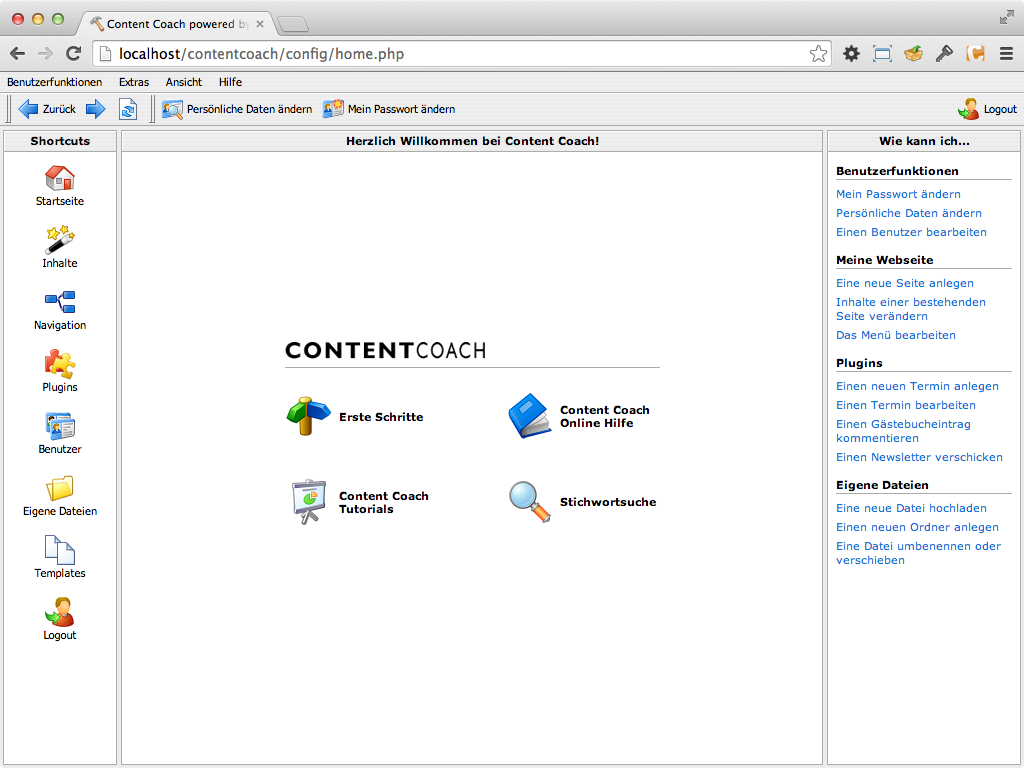 Content Coach powered by
localhost/contentcoach/config/home.php
Benutzerfunktionen Extras Ansicht Hilfe
Zurück Persönliche Daten ändern Mein Passwort ändern Logout
Shortcuts
Startseite
Inhalte
Navigation
Plugins
Benutzer
Eigene Dateien
Templates
Logout
Herzlich Willkommen bei Content Coach!
CONTENTCOACH
Erste Schritte
Content Coach
Online Hilfe
Content Coach
Tutorials
Stichwortsuche
Wie kann ich...
Benutzerfunktionen
Mein Passwort ändern
Persönliche Daten ändern
Einen Benutzer bearbeiten
Meine Webseite
Eine neue Seite anlegen
Inhalte einer bestehenden
Seite verändern
Das Menü bearbeiten
Plugins
Einen neuen Termin anlegen
Einen Termin bearbeiten
Einen Gästebucheintrag
kommentieren
Einen Newsletter verschicken
Eigene Dateien
Eine neue Datei hochladen
Einen neuen Ordner anlegen
Eine Datei umbenennen oder
verschieben